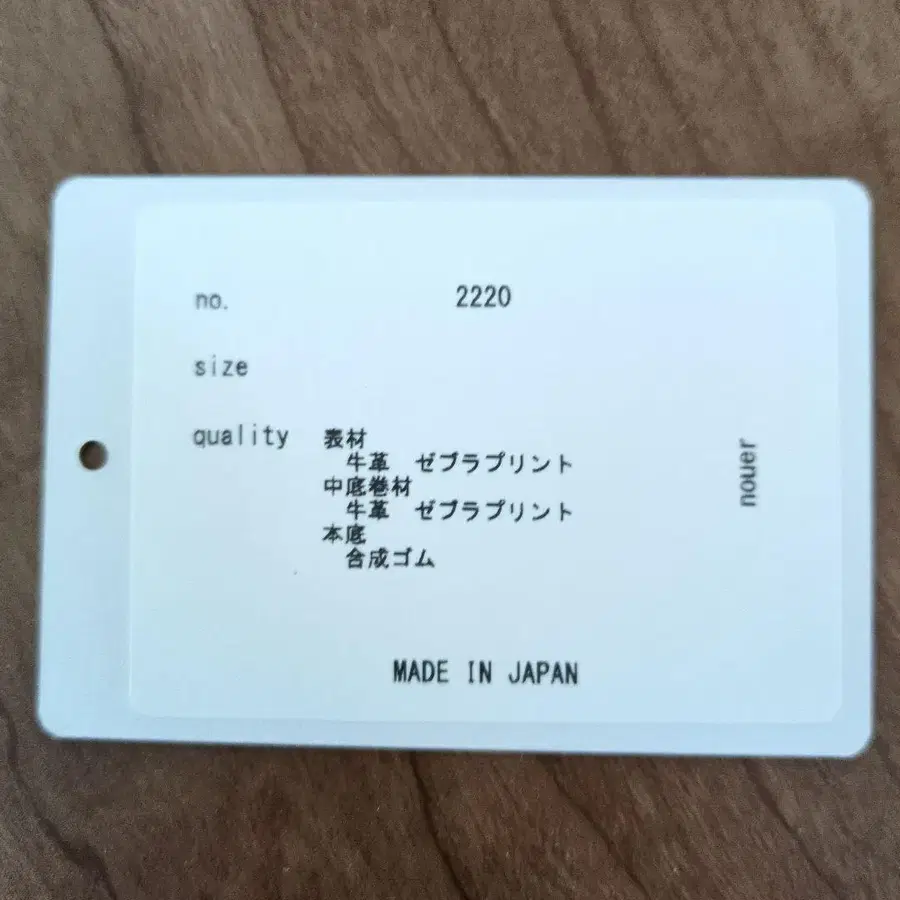 no. 2220
size
quality 表材
牛革 ゼブラプリント
中底巻材
牛革 ゼブラプリント
本底
合成ゴム
nouer
MADE IN JAPAN